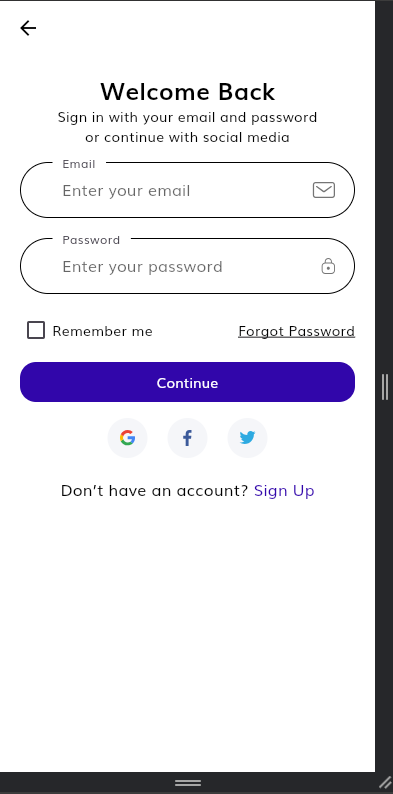 Welcome Back
Sign in with your email and password
or continue with social media
Email
Enter your email
Password
Enter your password
Remember me Forgot Password
Continue
Don't have an account? Sign Up